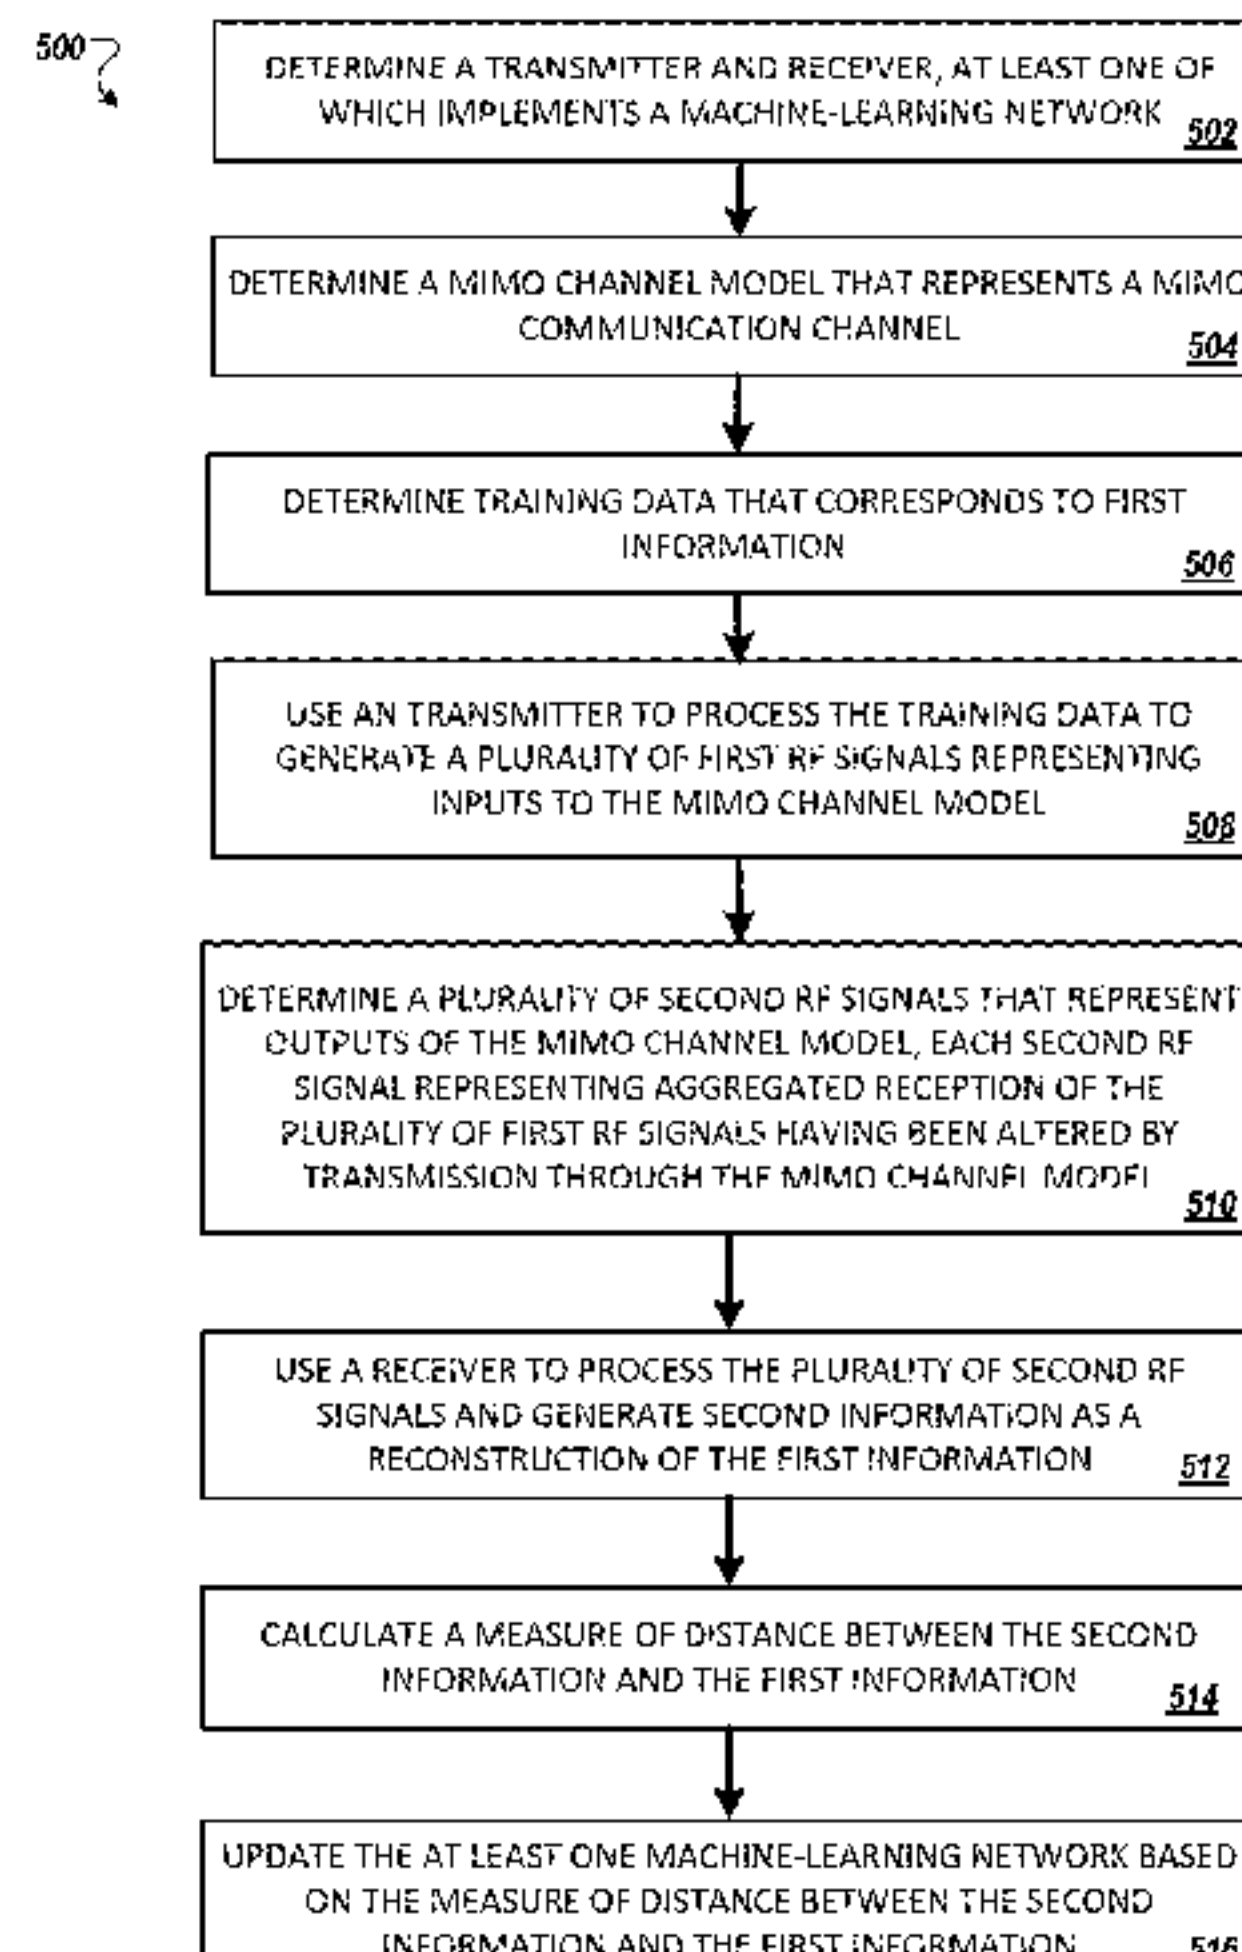 500
DETERMINE A TRANSMITTER AND RECEIVER, AT LEAST ONE OF
WHICH IMPLEMENTS A MACHINE-LEARNING NETWORK
502
DETERMINE A MIMO CHANNEL MODEL THAT REPRESENTS A MIMO
COMMUNICATION CHANNEL
504
DETERMINE TRAINING DATA THAT CORRESPONDS TO FIRST
INFORMATION
506
USE AN TRANSMITTER TO PROCESS THE TRAINING DATA TO
GENERATE A PLURALITY OF FIRST RF SIGNALS REPRESENTING
INPUTS TO THE MIMO CHANNEL MODEL
508
DETERMINE A PLURALITY OF SECOND RF SIGNALS THAT REPRESENT
OUTPUTS OF THE MIMO CHANNEL MODEL, EACH SECOND RF
SIGNAL REPRESENTING AGGREGATED RECEPTION OF THE
PLURALITY OF FIRST RF SIGNALS HAVING BEEN ALTERED BY
TRANSMISSION THROUGH THE MIMO CHANNEL MODEL
510
USE A RECEIVER TO PROCESS THE PLURALITY OF SECOND RF
SIGNALS AND GENERATE SECOND INFORMATION AS A
RECONSTRUCTION OF THE FIRST INFORMATION
512
CALCULATE A MEASURE OF DISTANCE BETWEEN THE SECOND
INFORMATION AND THE FIRST INFORMATION
514
UPDATE THE AT LEAST ONE MACHINE-LEARNING NETWORK BASED
ON THE MEASURE OF DISTANCE BETWEEN THE SECOND
INFORMATION AND THE FIRST INFORMATION
516